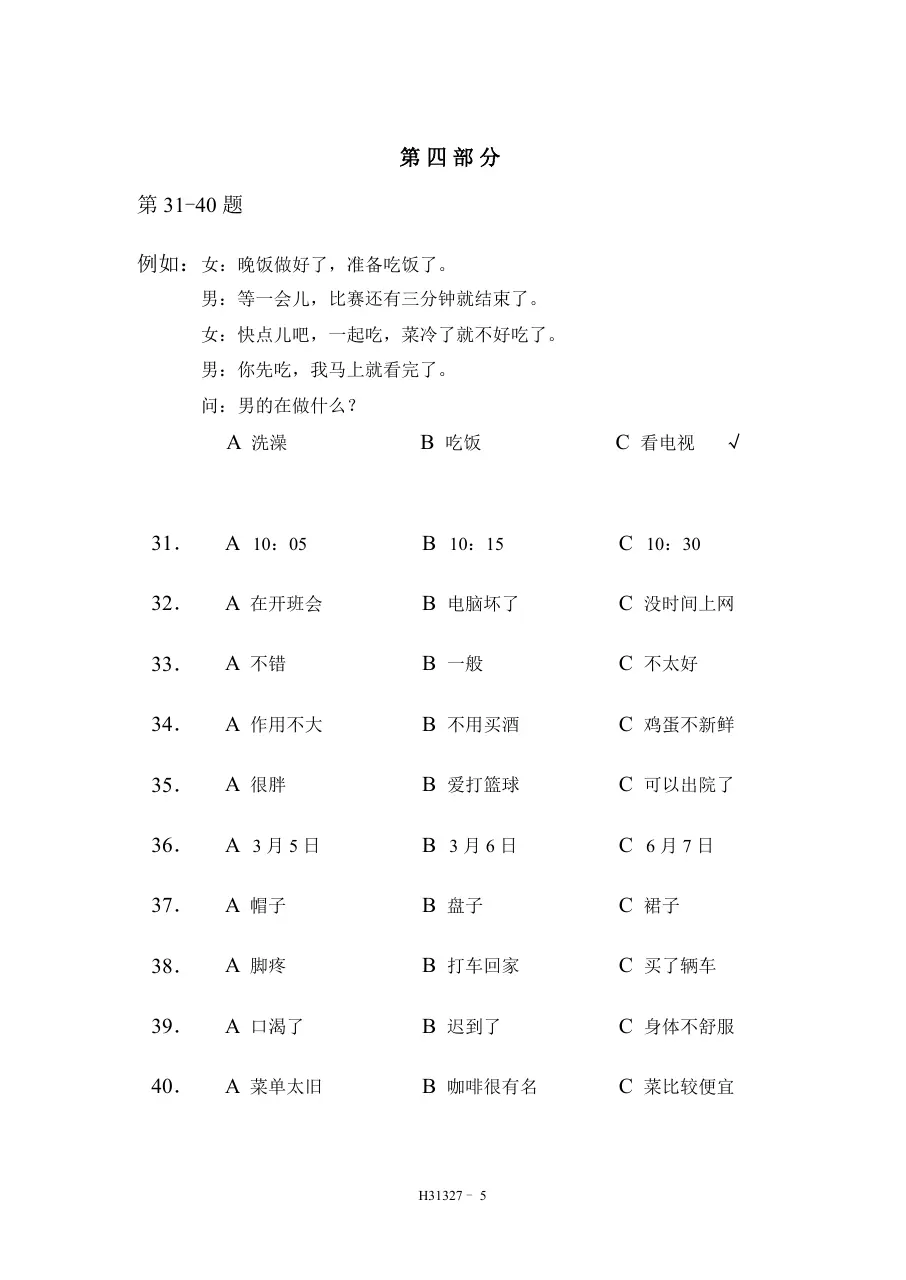 第四部分
第 31-40 题
例如：女：晚饭做好了，准备吃饭了。
男：等一会儿，比赛还有三分钟就结束了。
女：快点儿吧，一起吃，菜冷了就不好吃了。
男：你先吃，我马上就看完了。
问：男的在做什么？
A 洗澡 B 吃饭 C 看电视 √
31． A 10：05 B 10：15 C 10：30
32． A 在开班会 B 电脑坏了 C 没时间上网
33． A 不错 B 一般 C 不太好
34． A 作用不大 B 不用买酒 C 鸡蛋不新鲜
35． A 很胖 B 爱打篮球 C 可以出院了
36． A 3 月 5 日 B 3 月 6 日 C 6 月 7 日
37． A 帽子 B 盘子 C 裙子
38． A 脚疼 B 打车回家 C 买了辆车
39． A 口渴了 B 迟到了 C 身体不舒服
40． A 菜单太旧 B 咖啡很有名 C 菜比较便宜
H31327 - 5